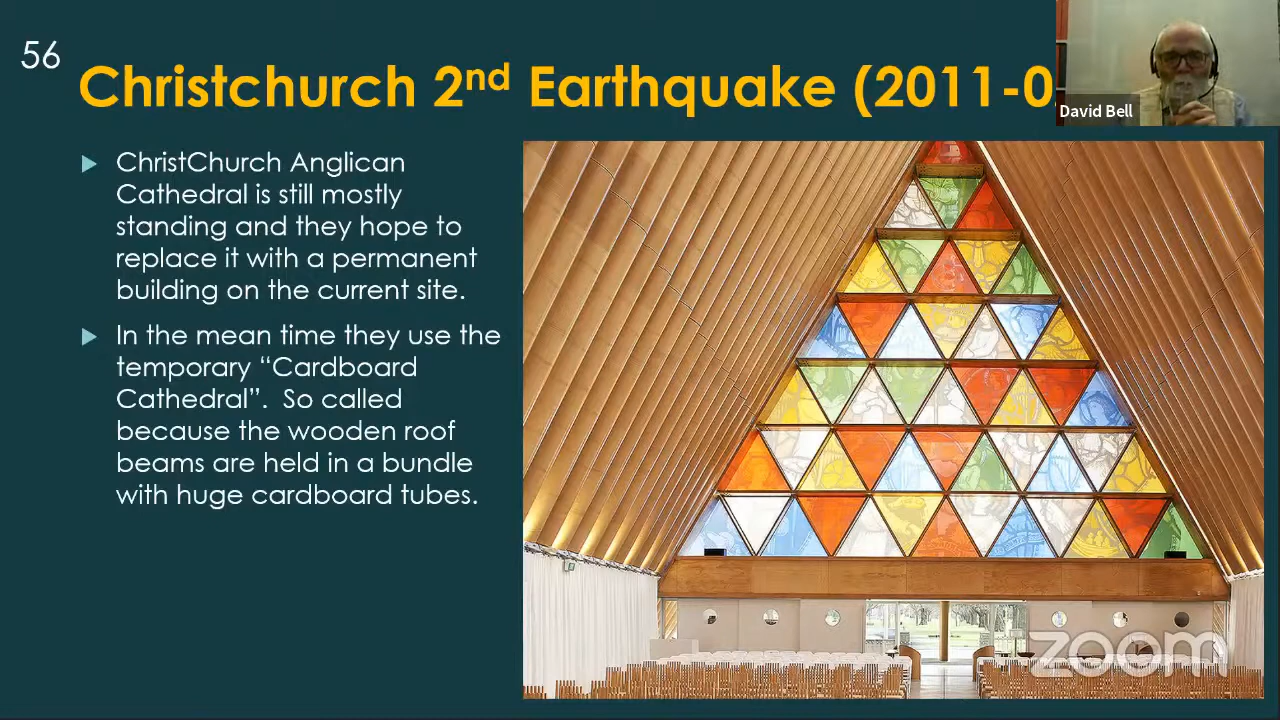 56
Christchurch 2nd Earthquake (2011-0
David Bell
ChristChurch Anglican
Cathedral is still mostly
standing and they hope to
replace it with a permanent
building on the current site.
In the mean time they use the
temporary “Cardboard
Cathedral”.  So called
because the wooden roof
beams are held in a bundle
with huge cardboard tubes.
zoom